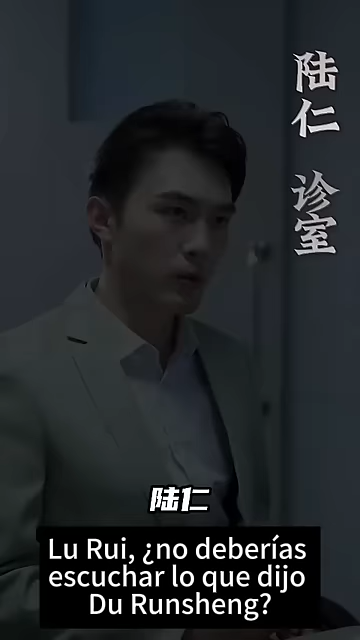 陆仁
诊室
陆仁
Lu Rui, ¿no deberías
escuchar lo que dijo
Du Runsheng?